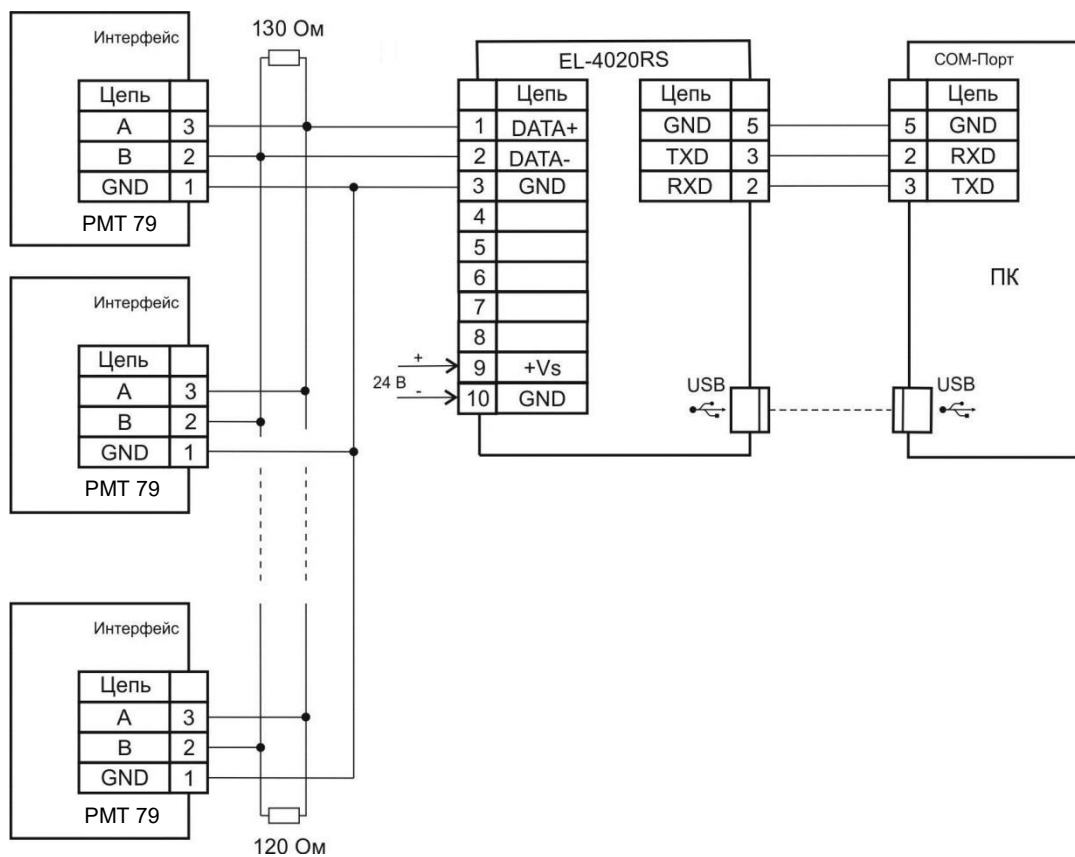 130 Ом
Интерфейс
Цепь
A 3
B 2
GND 1
РМТ 79
EL-4020RS
Цепь
1 DATA+
2 DATA-
3 GND
4
5
6
7
8
9 +Vs
10 GND
+
24 В
-
Цепь
GND 5
TXD 3
RXD 2
USB
COM-Порт
Цепь
5 GND
2 RXD
3 TXD
ПК
USB
Интерфейс
Цепь
A 3
B 2
GND 1
РМТ 79
Интерфейс
Цепь
A 3
B 2
GND 1
РМТ 79
120 Ом